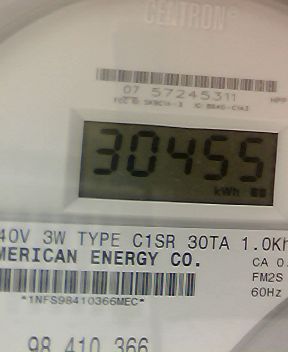 CENTRON®
07 57245311
30455
kWh
40V 3W TYPE C1SR 30TA 1.0Kh
MERICAN ENERGY CO.
CA 0.
FM2S
60Hz
*1NFS98410366MEC*
98 410 366